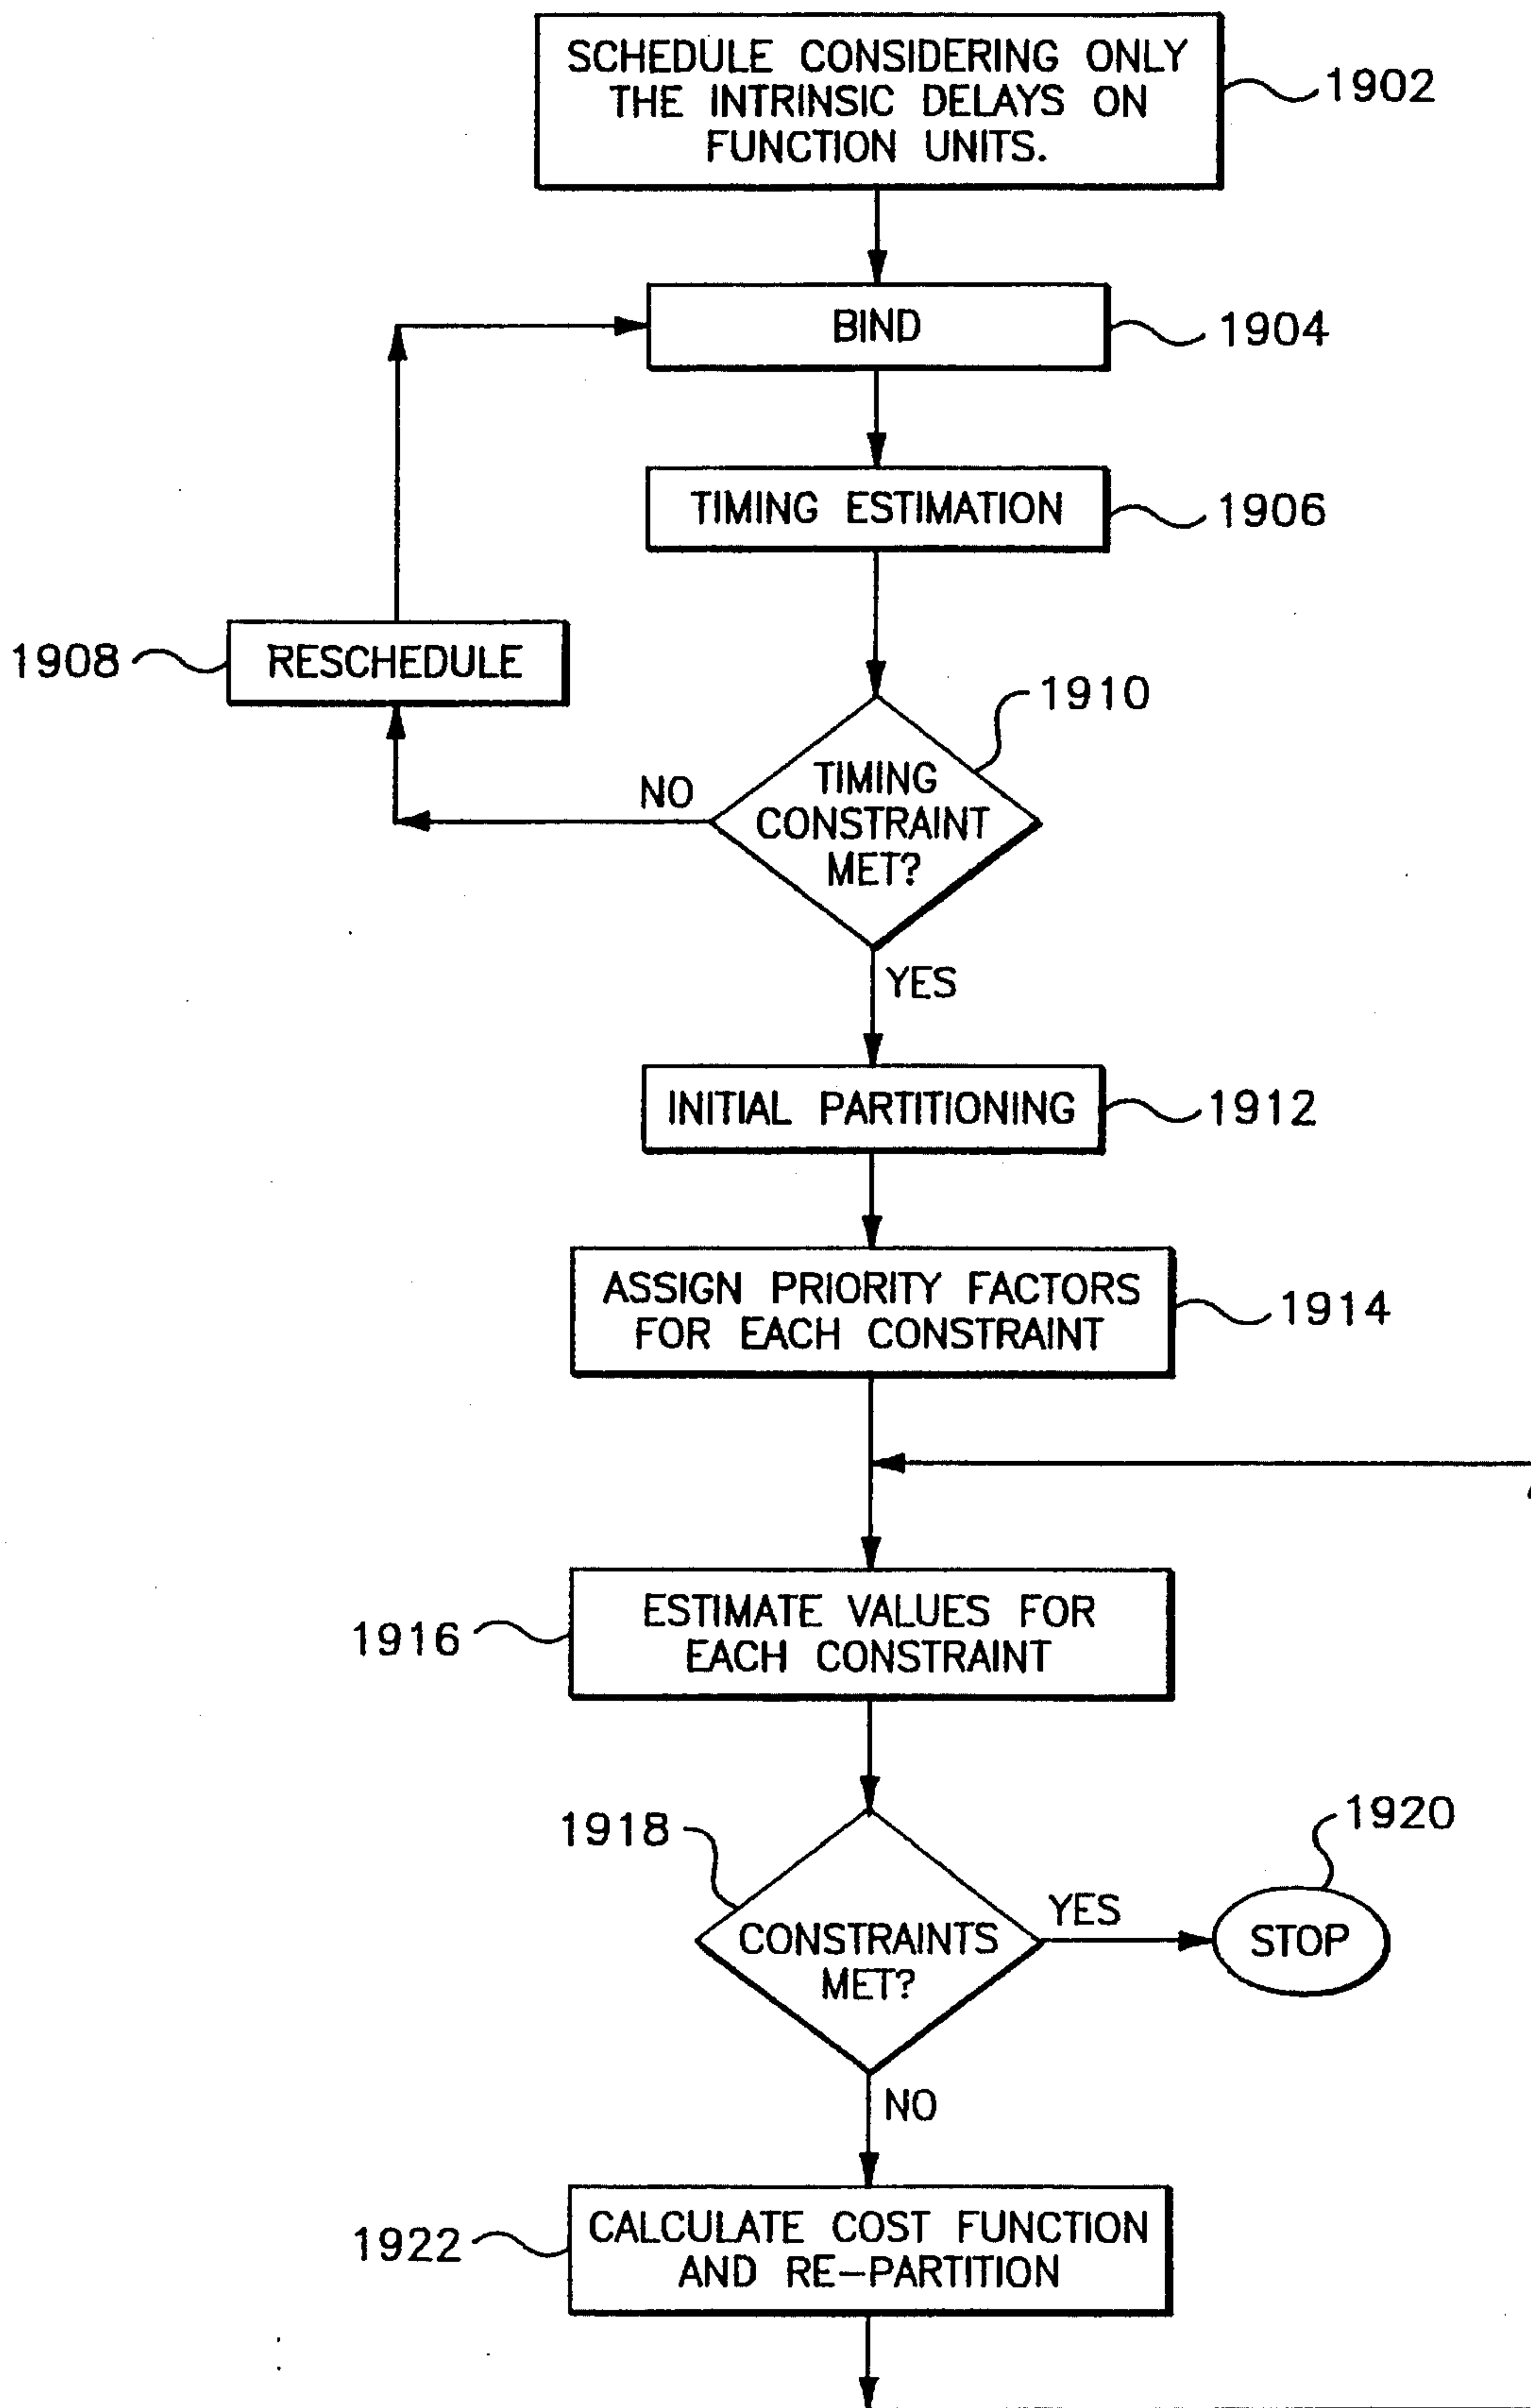 SCHEDULE CONSIDERING ONLY
THE INTRINSIC DELAYS ON
FUNCTION UNITS.
1902
BIND
1904
TIMING ESTIMATION
1906
1908
RESCHEDULE
1910
TIMING
CONSTRAINT
MET?
NO
YES
INITIAL PARTITIONING
1912
ASSIGN PRIORITY FACTORS
FOR EACH CONSTRAINT
1914
1916
ESTIMATE VALUES FOR
EACH CONSTRAINT
1918
1920
CONSTRAINTS
MET?
YES
STOP
NO
1922
CALCULATE COST FUNCTION
AND RE-PARTITION